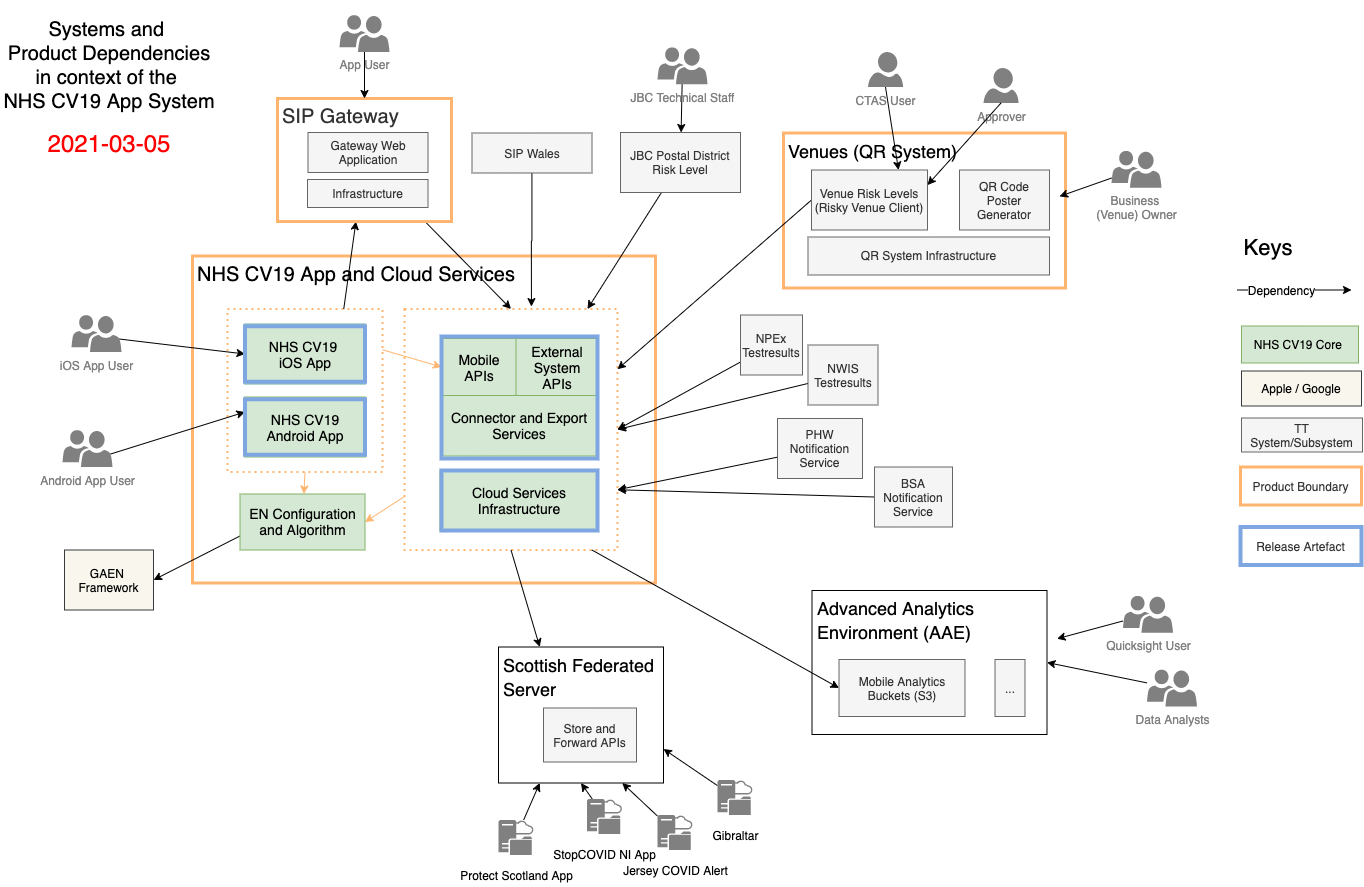 Systems and
Product Dependencies
in context of the
NHS CV19 App System
2021-03-05
App User
SIP Gateway
Gateway Web
Application
Infrastructure
SIP Wales
JBC Technical Staff
JBC Postal District
Risk Level
CTAS User
Approver
Venues (QR System)
Venue Risk Levels
(Risky Venue Client)
QR Code
Poster
Generator
QR System Infrastructure
Business
(Venue) Owner
Keys
Dependency
NHS CV19 Core
Apple / Google
TT
System/Subsystem
Product Boundary
Release Artefact
NHS CV19 App and Cloud Services
iOS App User
NHS CV19
iOS App
Android App User
NHS CV19
Android App
Mobile
APIs
External
System
APIs
Connector and Export
Services
Cloud Services
Infrastructure
EN Configuration
and Algorithm
GAEN
Framework
NPEx
Testresults
NWIS
Testresults
PHW
Notification
Service
BSA
Notification
Service
Advanced Analytics
Environment (AAE)
Mobile Analytics
Buckets (S3)
...
Quicksight User
Data Analysts
Scottish Federated
Server
Store and
Forward APIs
Protect Scotland App
StopCOVID NI App
Jersey COVID Alert
Gibraltar